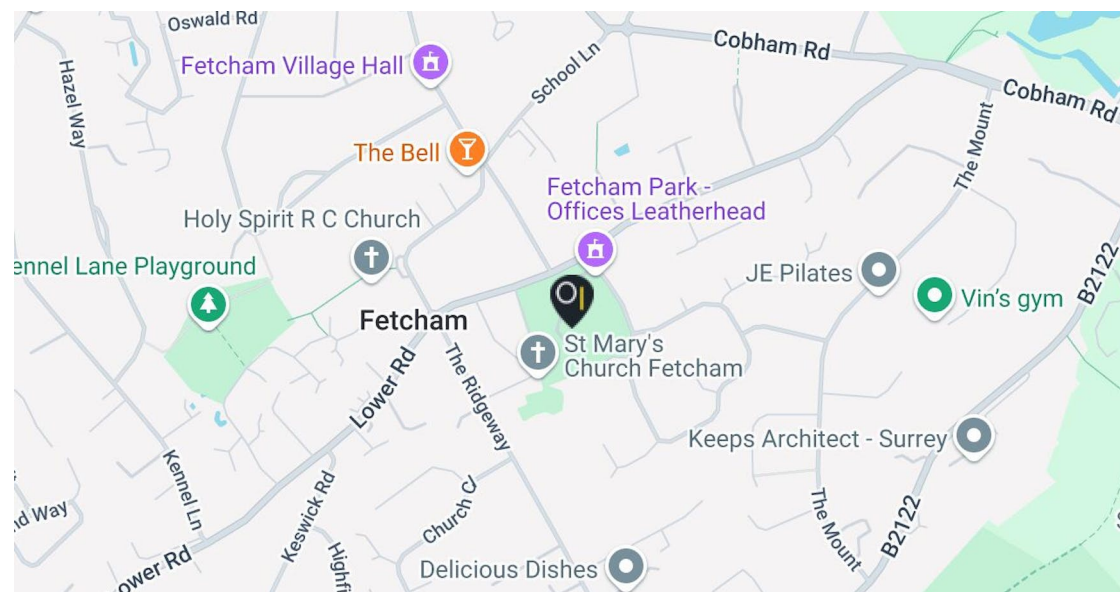 Oswald Rd
Cobham Rd
School Ln
Fetcham Village Hall
Hazel Way
Cobham Rd
The Mount
The Bell
Fetcham Park -
Offices Leatherhead
Holy Spirit R C Church
ennel Lane Playground
JE Pilates
B2122
Vin's gym
Fetcham
St Mary's
Church Fetcham
Lower Rd
The Ridgeway
Keeps Architect - Surrey
Kennel Ln
Keswick Rd
Church Cl
The Mount
B2122
nd Way
ower Rd
Highfi
Delicious Dishes